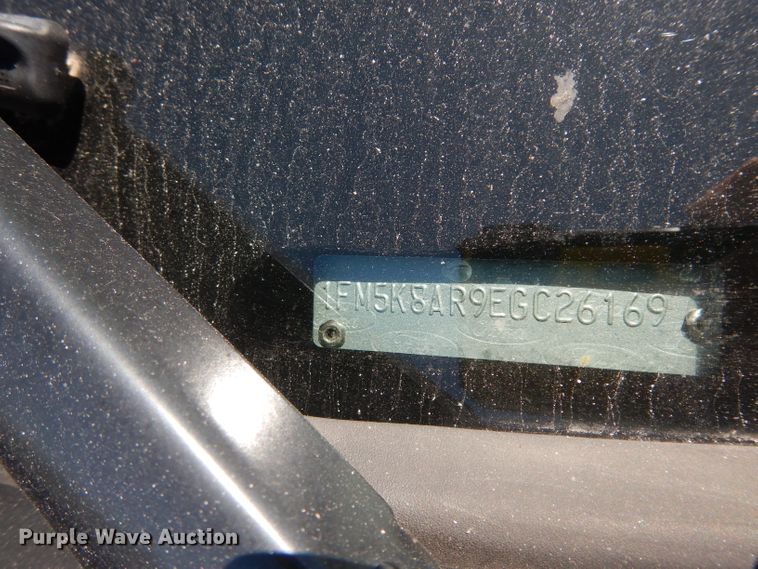 1FM5K8AR9EGC26169
Purple Wave Auction